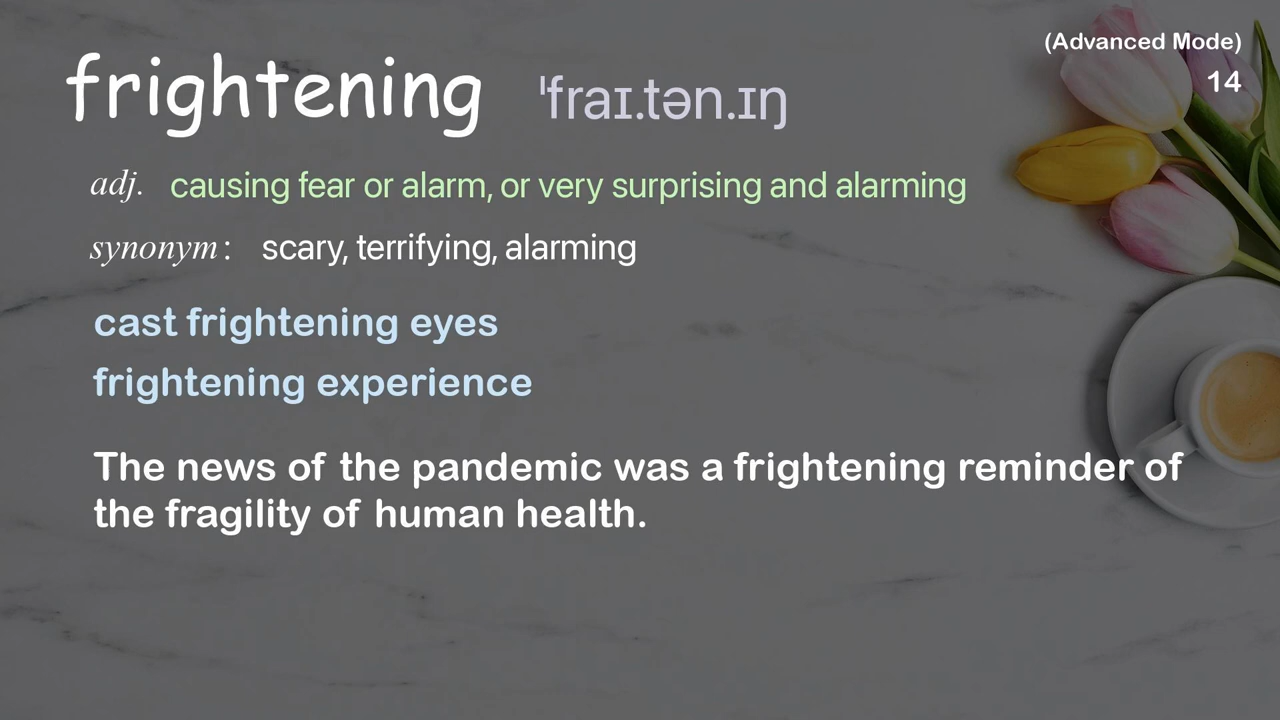 (Advanced Mode)
frightening ˈfraɪ.tən.ɪŋ
14
adj. causing fear or alarm, or very surprising and alarming
synonym: scary, terrifying, alarming
cast frightening eyes
frightening experience
The news of the pandemic was a frightening reminder of
the fragility of human health.